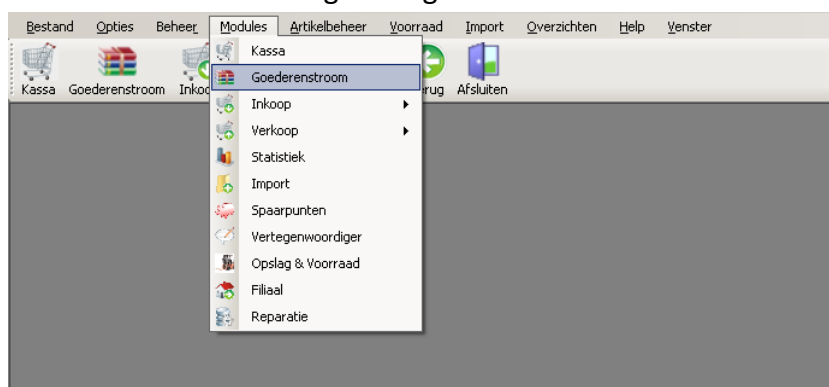 Bestand Opties Beheer Modules Artikelbeheer Voorraad Import Overzichten Help Venster
Kassa Goederenstroom Afsluiten
Kassa
Goederenstroom
Inkoop
Verkoop
Statistiek
Import
Spaarpunten
Vertegenwoordiger
Opslag & Voorraad
Filiaal
Reparatie